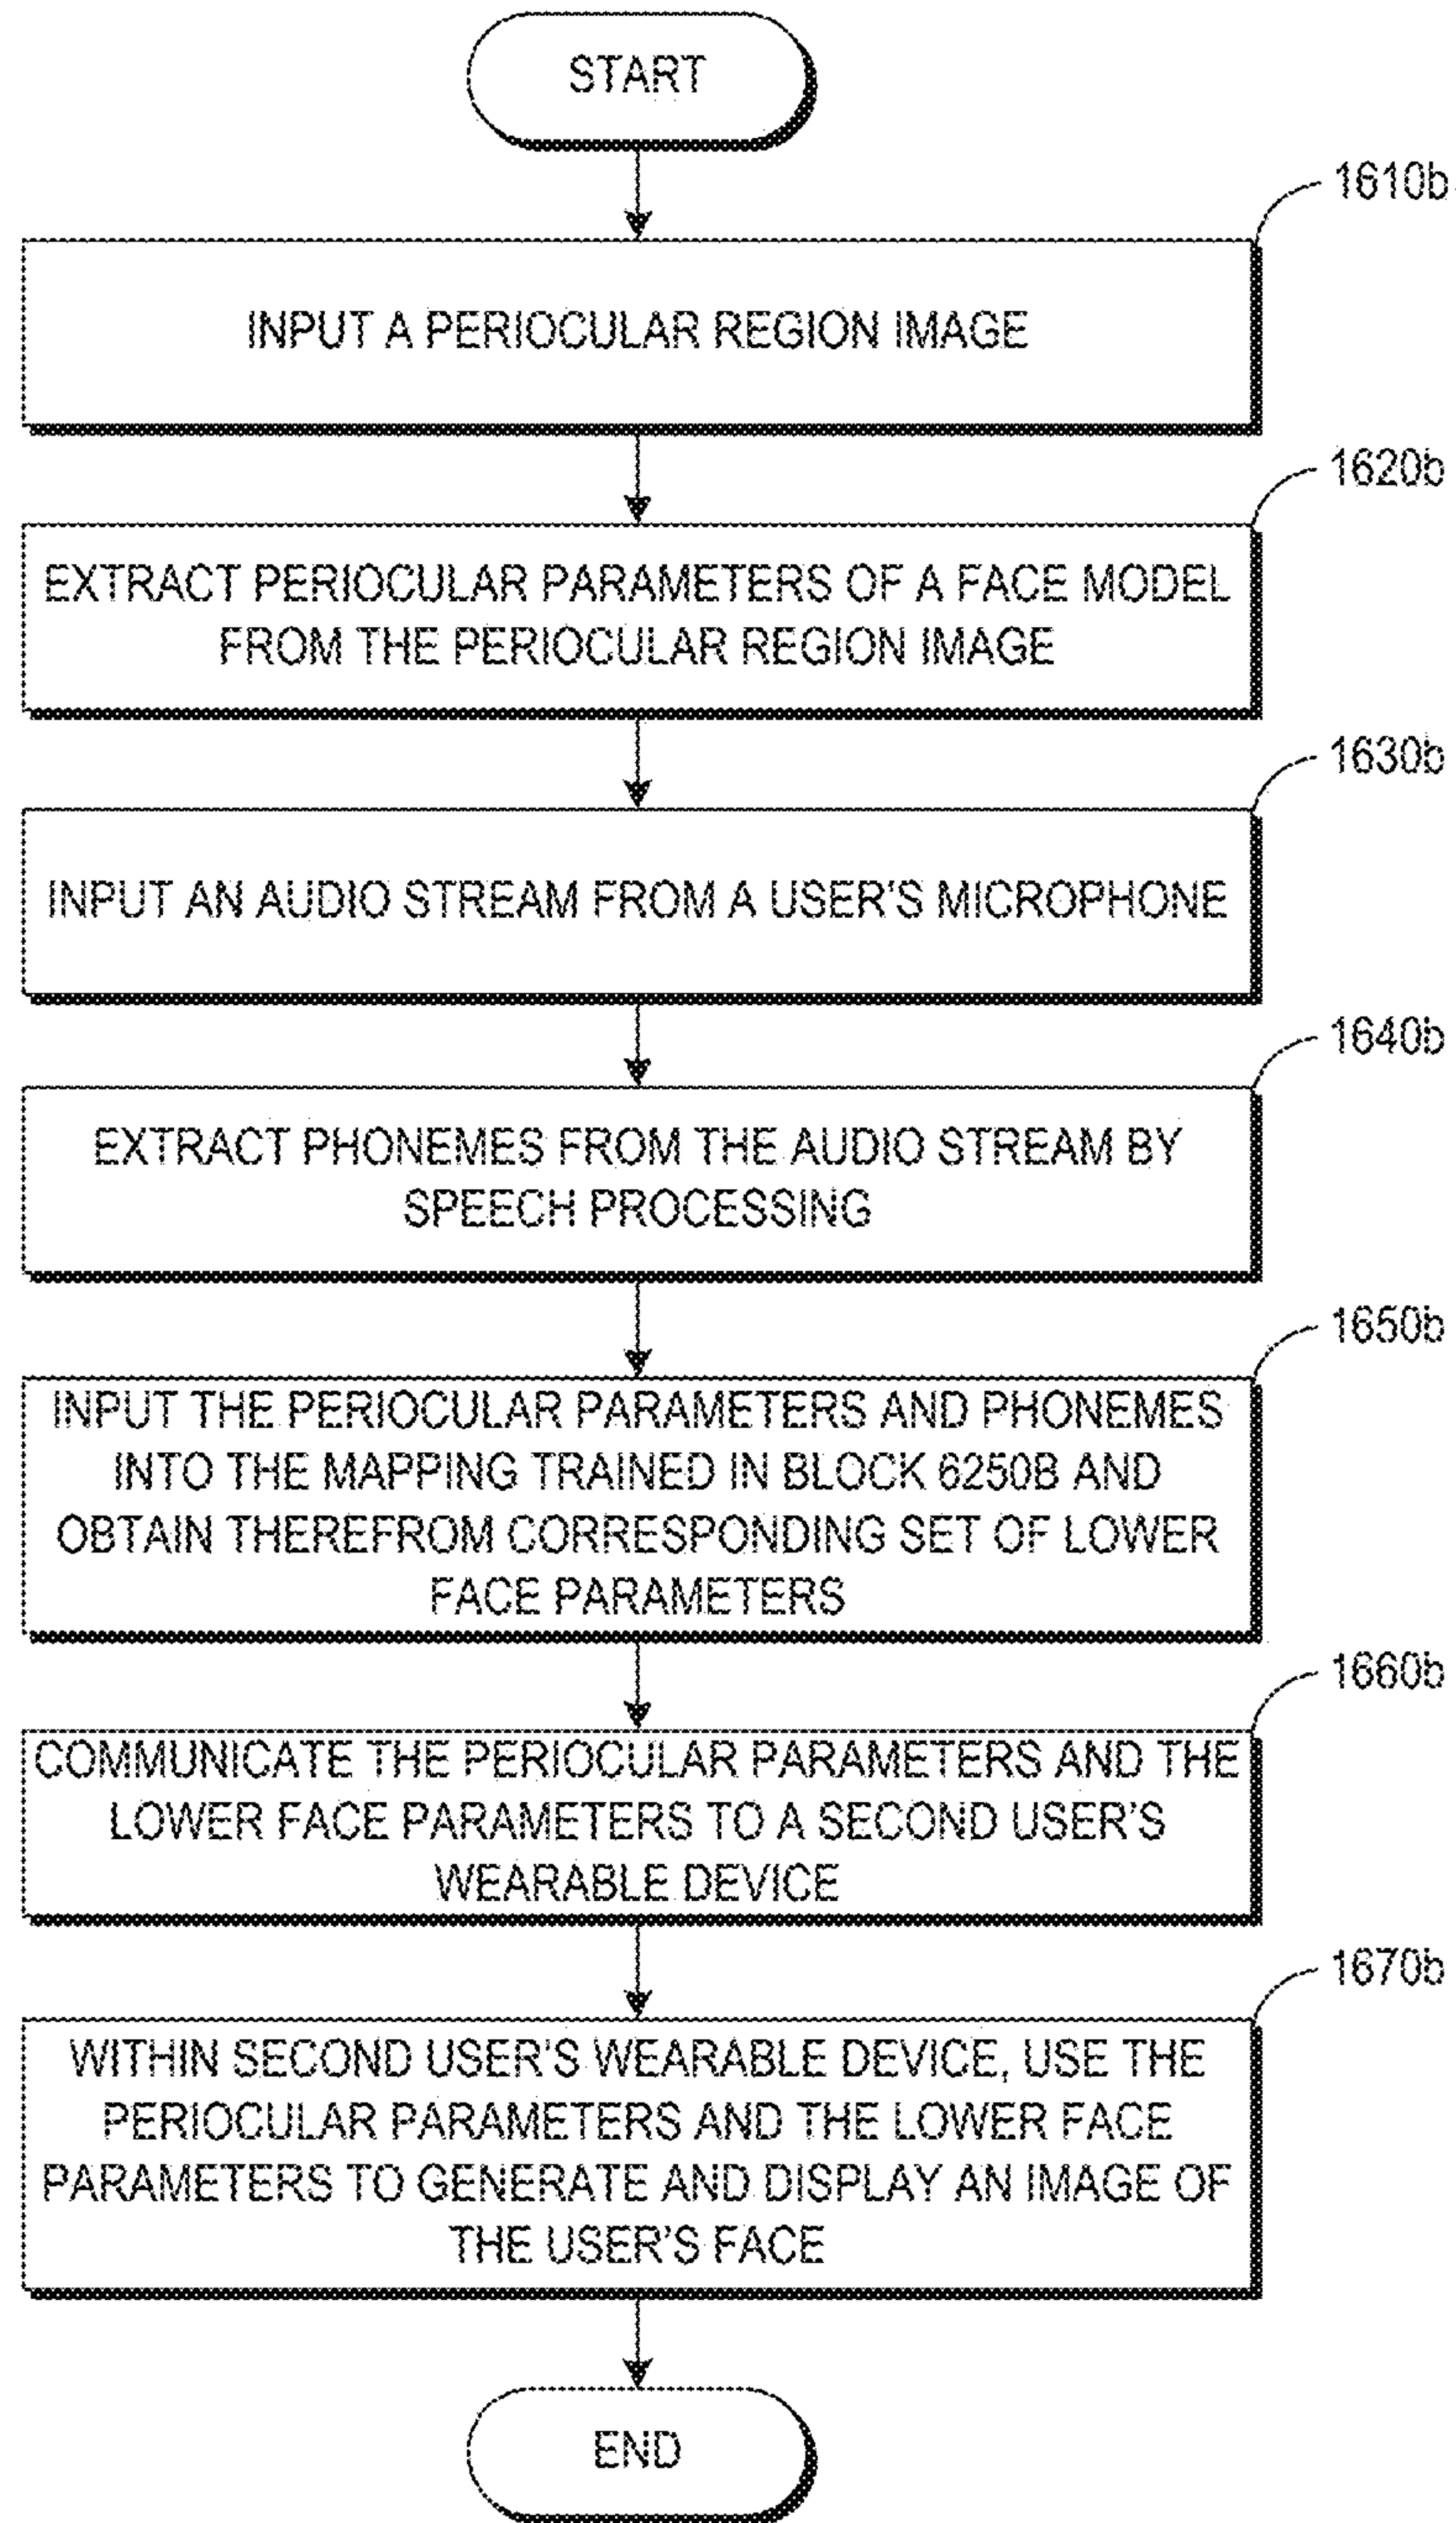 START
1610b
INPUT A PERIOCULAR REGION IMAGE
1620b
EXTRACT PERIOCULAR PARAMETERS OF A FACE MODEL
FROM THE PERIOCULAR REGION IMAGE
1630b
INPUT AN AUDIO STREAM FROM A USER'S MICROPHONE
1640b
EXTRACT PHONEMES FROM THE AUDIO STREAM BY
SPEECH PROCESSING
1650b
INPUT THE PERIOCULAR PARAMETERS AND PHONEMES
INTO THE MAPPING TRAINED IN BLOCK 6250B AND
OBTAIN THEREFROM CORRESPONDING SET OF LOWER
FACE PARAMETERS
1660b
COMMUNICATE THE PERIOCULAR PARAMETERS AND THE
LOWER FACE PARAMETERS TO A SECOND USER'S
WEARABLE DEVICE
1670b
WITHIN SECOND USER'S WEARABLE DEVICE, USE THE
PERIOCULAR PARAMETERS AND THE LOWER FACE
PARAMETERS TO GENERATE AND DISPLAY AN IMAGE OF
THE USER'S FACE
END